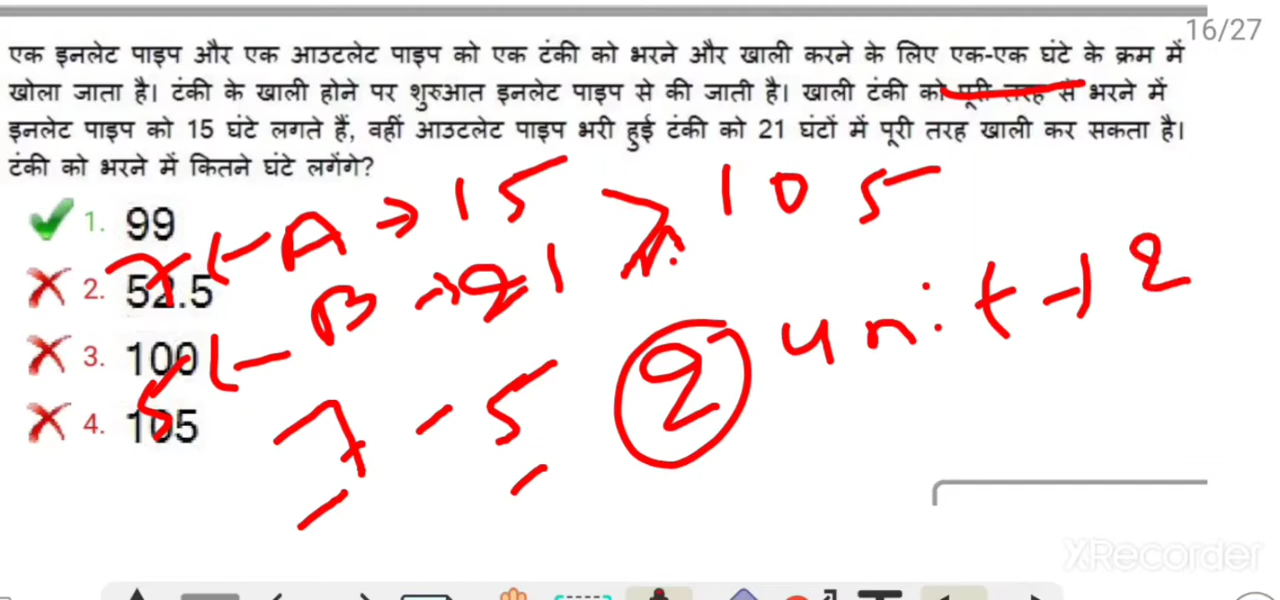 16/27
एक इनलेट पाइप और एक आउटलेट पाइप को एक टंकी को भरने और खाली करने के लिए एक-एक घंटे के क्रम में
खोला जाता है। टंकी के खाली होने पर शुरुआत इनलेट पाइप से की जाती है। खाली टंकी को पूरी तरह से भरने में
इनलेट पाइप को 15 घंटे लगते हैं, वहीं आउटलेट पाइप भरी हुई टंकी को 21 घंटों में पूरी तरह खाली कर सकता है।
टंकी को भरने में कितने घंटे लगेंगे?
1. 99
2. 52.5
3. 100
4. 105
7 ← A → 15
105
5 ← B → 21
7 - 5 2 unit → 2
XRecorder